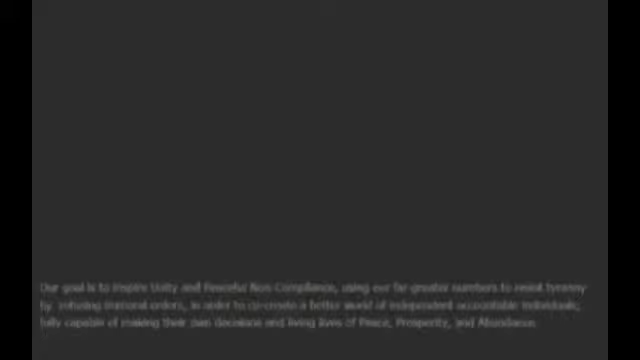 Our goal is to Inspire Unity and Peaceful Non-Compliance, using our far greater numbers to resist tyranny
by refusing irrational orders, in order to co-create a better world of independent accountable individuals;
fully capable of making their own decisions and living lives of Peace, Prosperity, and Abundance.